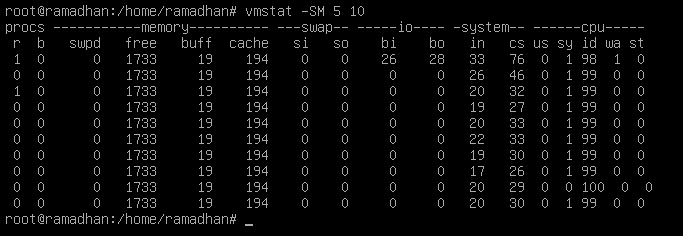 root@ramadhan:/home/ramadhan# vmstat -SM 5 10
procs -----------memory---------- ---swap-- -----io---- -system-- ------cpu-----
 r  b   swpd   free   buff  cache   si   so    bi    bo   in   cs us sy id wa st
 1  0      0   1733     19    194    0    0    26    28   33   76  0  1 98  1  0
 0  0      0   1733     19    194    0    0     0     0   26   46  0  1 99  0  0
 1  0      0   1733     19    194    0    0     0     0   20   32  0  1 99  0  0
 0  0      0   1733     19    194    0    0     0     0   19   27  0  1 99  0  0
 0  0      0   1733     19    194    0    0     0     0   20   33  0  1 99  0  0
 0  0      0   1733     19    194    0    0     0     0   22   33  0  1 99  0  0
 0  0      0   1733     19    194    0    0     0     0   19   30  0  1 99  0  0
 0  0      0   1733     19    194    0    0     0     0   17   26  0  1 99  0  0
 0  0      0   1733     19    194    0    0     0     0   20   29  0  0 100  0  0
 0  0      0   1733     19    194    0    0     0     0   20   30  0  1 99  0  0
root@ramadhan:/home/ramadhan# _